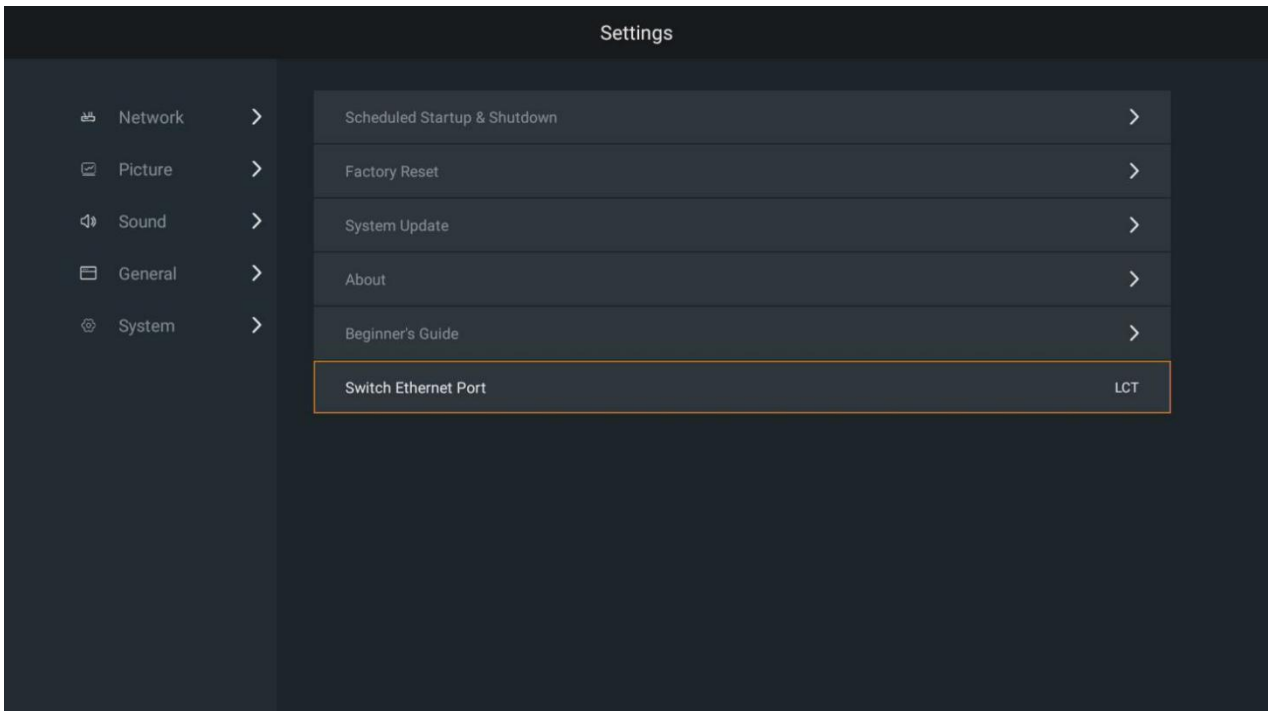 Settings
Network
Picture
Sound
General
System
Scheduled Startup & Shutdown
Factory Reset
System Update
About
Beginner's Guide
Switch Ethernet Port LCT